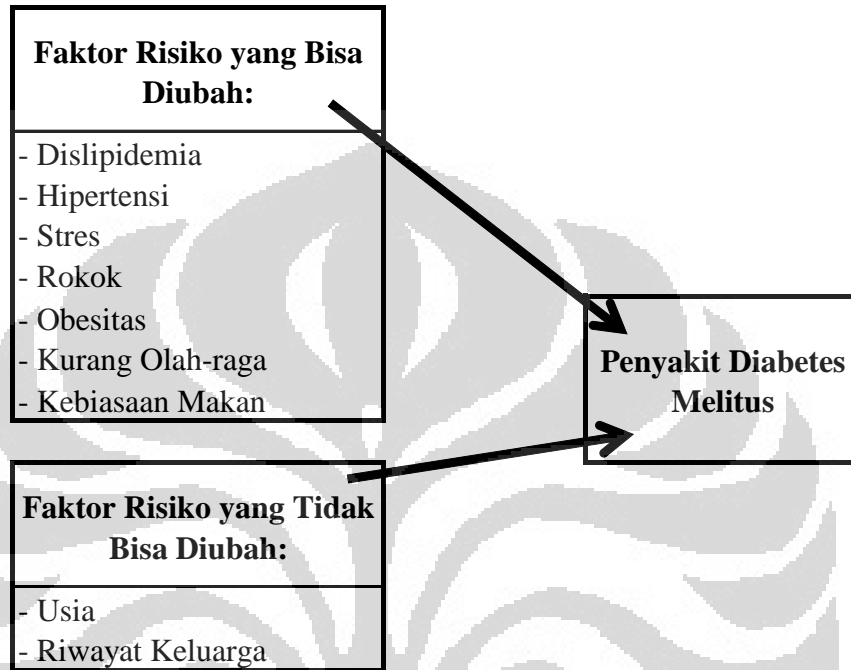 Faktor Risiko yang Bisa
Diubah:
- Dislipidemia
- Hipertensi
- Stres
- Rokok
- Obesitas
- Kurang Olah-raga
- Kebiasaan Makan
Penyakit Diabetes
Melitus
Faktor Risiko yang Tidak
Bisa Diubah:
- Usia
- Riwayat Keluarga